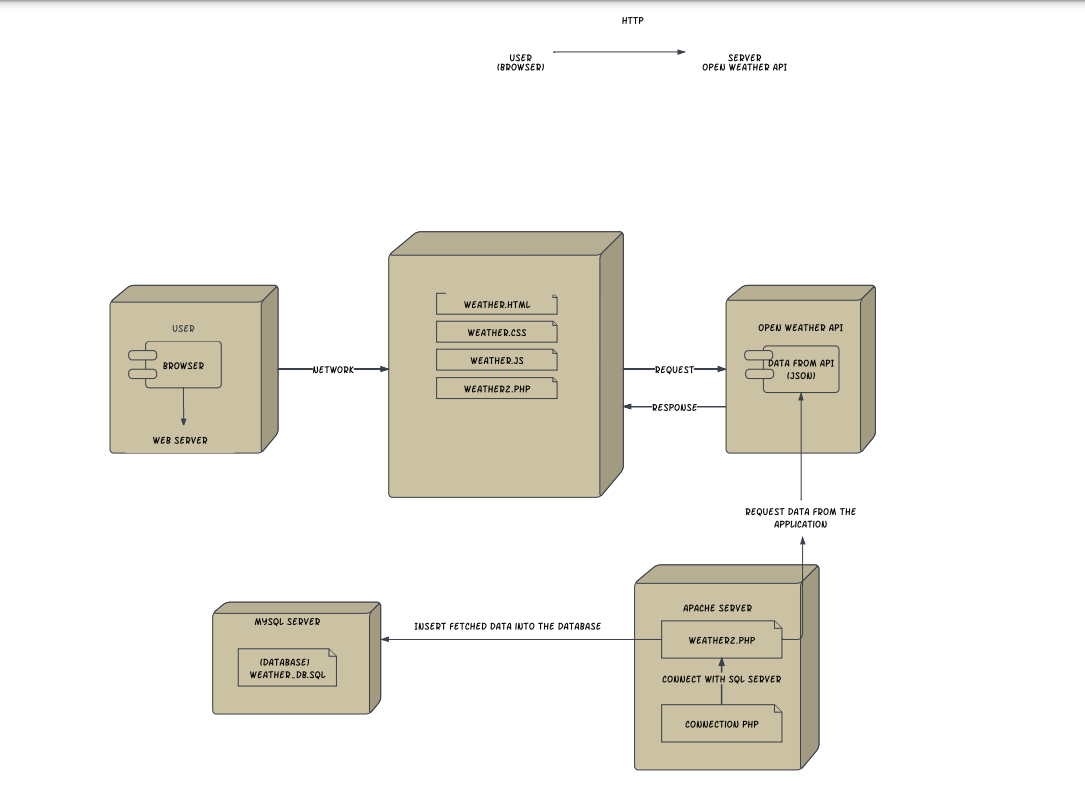 HTTP
USER
(BROWSER)
SERVER
OPEN WEATHER API
USER
BROWSER
WEB SERVER
NETWORK
WEATHER.HTML
WEATHER.CSS
WEATHER.JS
WEATHER2.PHP
REQUEST
RESPONSE
OPEN WEATHER API
DATA FROM API
(JSON)
REQUEST DATA FROM THE
APPLICATION
MYSQL SERVER
(DATABASE)
WEATHER_DB.SQL
INSERT FETCHED DATA INTO THE DATABASE
APACHE SERVER
WEATHER2.PHP
CONNECT WITH SQL SERVER
CONNECTION PHP